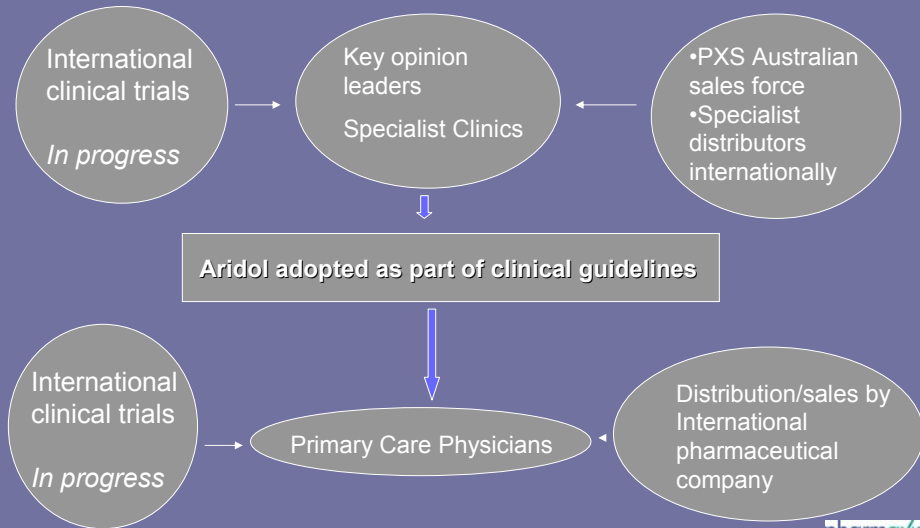 International
clinical trials
In progress
Key opinion
leaders
Specialist Clinics
•PXS Australian
sales force
•Specialist
distributors
internationally
Aridol adopted as part of clinical guidelines
International
clinical trials
In progress
Primary Care Physicians
Distribution/sales by
International
pharmaceutical
company